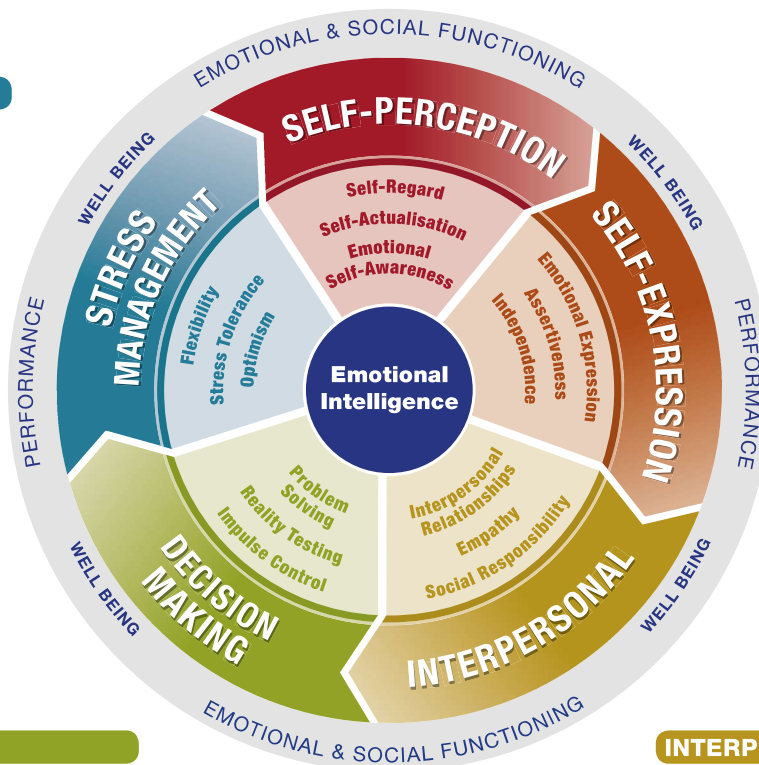 EMOTIONAL & SOCIAL FUNCTIONING
WELL BEING
WELL BEING
PERFORMANCE
PERFORMANCE
SELF-PERCEPTION
Self-Regard
Self-Actualisation
Emotional
Self-Awareness
SELF-EXPRESSION
Emotional Expression
Assertiveness
Independence
STRESS
MANAGEMENT
Flexibility
Stress Tolerance
Optimism
Emotional
Intelligence
Problem
Solving
Reality Testing
Impulse Control
DECISION
MAKING
Interpersonal
Relationships
Empathy
Social Responsibility
INTERPERSONAL
WELL BEING
WELL BEING
EMOTIONAL & SOCIAL FUNCTIONING
INTERP